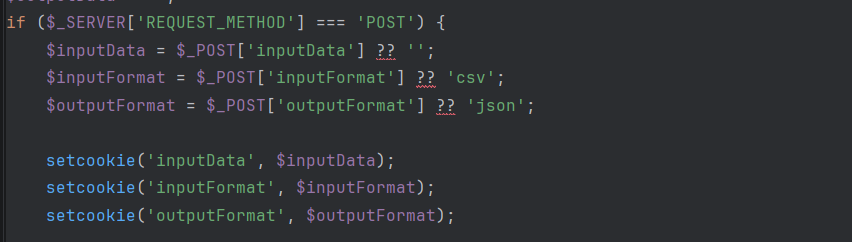 if ($_SERVER['REQUEST_METHOD'] === 'POST') {
    $inputData = $_POST['inputData'] ?? '';
    $inputFormat = $_POST['inputFormat'] ?? 'csv';
    $outputFormat = $_POST['outputFormat'] ?? 'json';

    setcookie('inputData', $inputData);
    setcookie('inputFormat', $inputFormat);
    setcookie('outputFormat', $outputFormat);